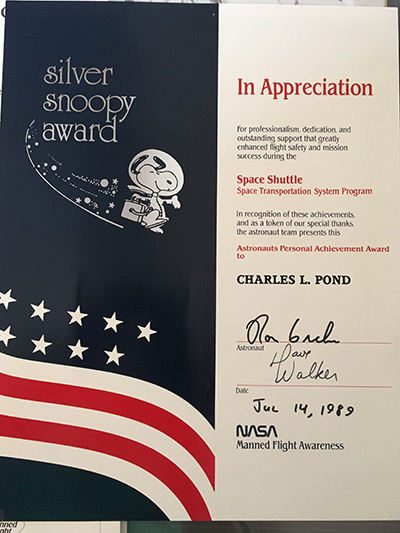 silver
snoopy
award
In Appreciation
For professionalism, dedication, and
outstanding support that greatly
enhanced flight safety and mission
success during the
Space Shuttle
Space Transportation System Program
In recognition of these achievements,
and as a token of our special thanks,
the astronaut team presents this
Astronauts Personal Achievement Award
to
CHARLES L. POND
Astronaut
Dave
Walker
Date
Jul 14, 1989
NASA
Manned Flight Awareness